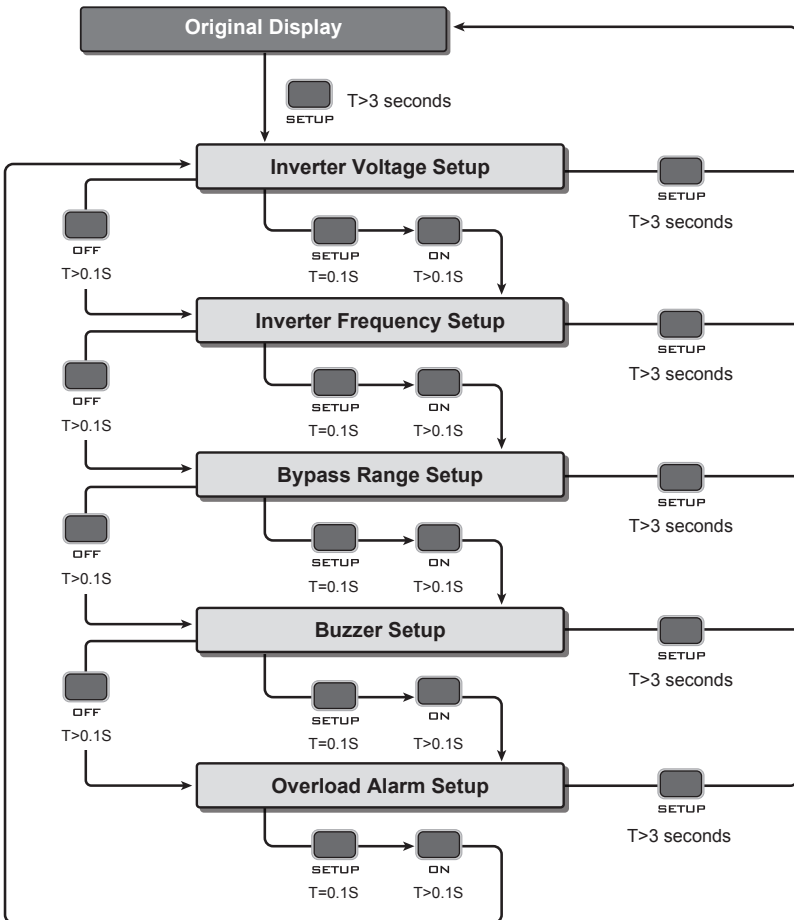 Original Display
T>3 seconds
SETUP
Inverter Voltage Setup
SETUP
T>3 seconds
OFF
T>0.1S
SETUP
T=0.1S
ON
T>0.1S
Inverter Frequency Setup
SETUP
T>3 seconds
OFF
T>0.1S
SETUP
T=0.1S
ON
T>0.1S
Bypass Range Setup
SETUP
T>3 seconds
OFF
T>0.1S
SETUP
T=0.1S
ON
T>0.1S
Buzzer Setup
SETUP
T>3 seconds
OFF
T>0.1S
SETUP
T=0.1S
ON
T>0.1S
Overload Alarm Setup
SETUP
T>3 seconds
SETUP
T=0.1S
ON
T>0.1S